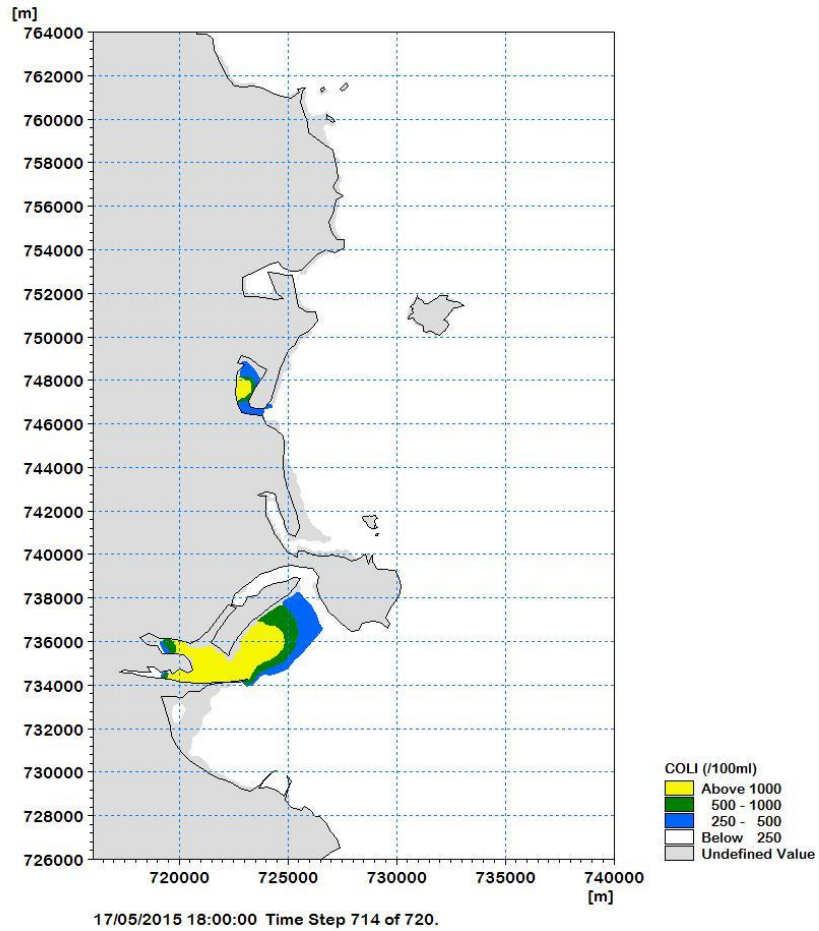 [m]
764000
762000
760000
758000
756000
754000
752000
750000
748000
746000
744000
742000
740000
738000
736000
734000
732000
730000
728000
726000
720000 725000 730000 735000 740000
[m]
COLI (/100ml)
Above 1000
500 - 1000
250 - 500
Below 250
Undefined Value
17/05/2015 18:00:00 Time Step 714 of 720.